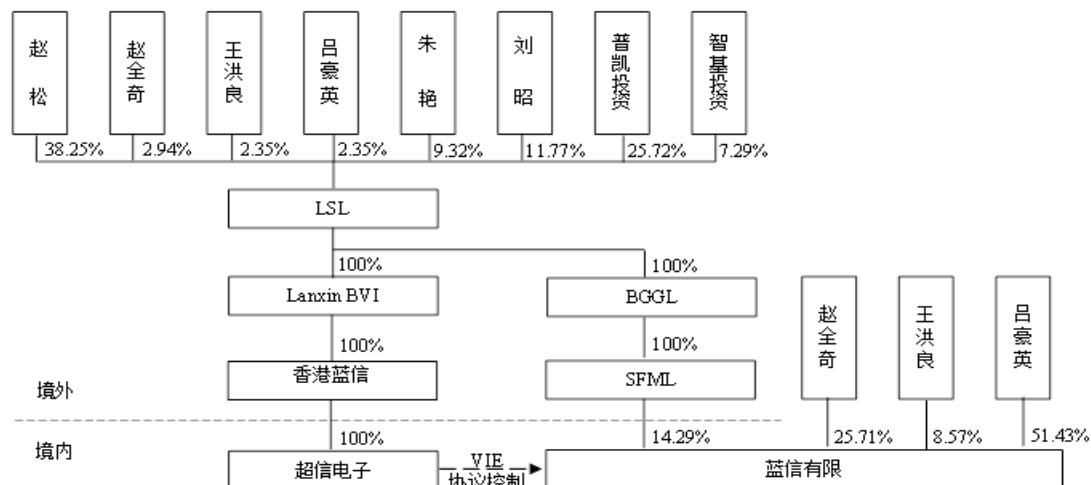 赵松
赵全奇
王洪良
吕豪英
朱艳
刘昭
普凯投资
智基投资
38.25%
2.94%
2.35%
2.35%
9.32%
11.77%
25.72%
7.29%
LSL
100%
100%
Lanxin BVI
BGGL
赵全奇
王洪良
吕豪英
100%
100%
香港蓝信
SFML
境外
境内
100%
14.29%
25.71%
8.57%
51.43%
超信电子
VIE
协议控制
蓝信有限